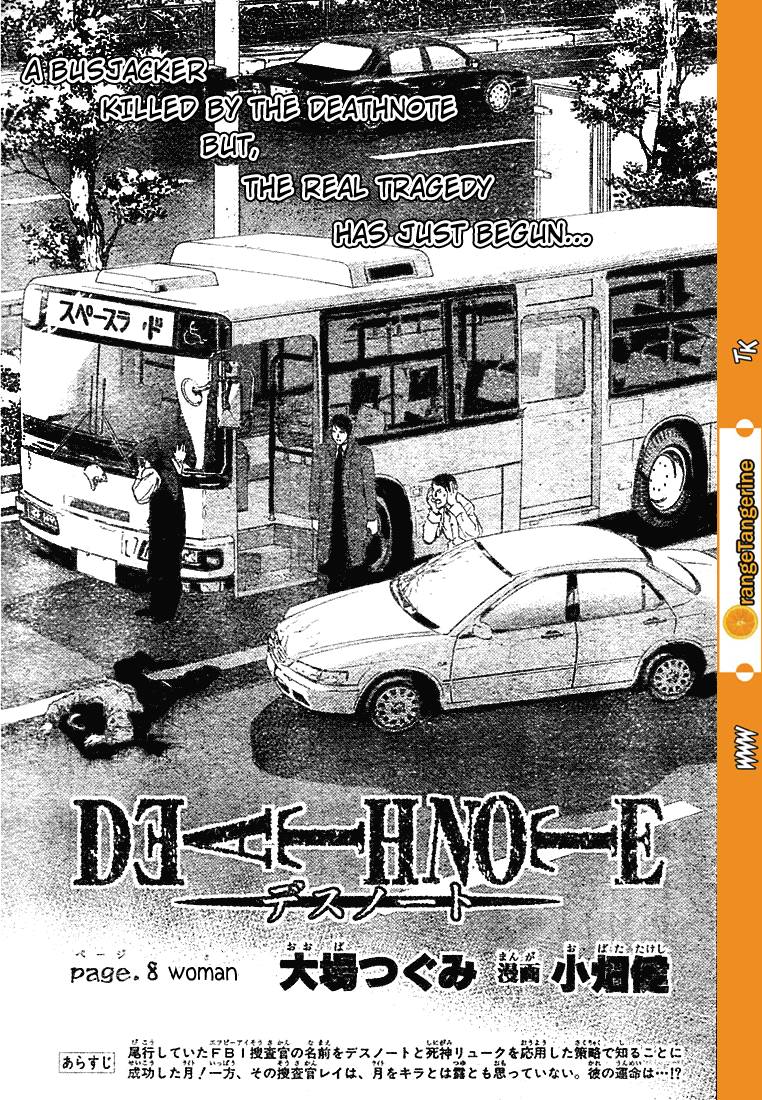 A BUSJACKER
KILLED BY THE DEATHNOTE
BUT,
THE REAL TRAGEDY
HAS JUST BEGUN...
スペースラ ド
DEATH NOTE
デスノート
page. 8 woman
大場つぐみ 漫画 小畑健
あらすじ
尾行していたFBI捜査官の名前をデスノートと死神リュークを応用した策略で知ることに
成功した月！一方、その捜査官レイは、月をキラとは露とも思っていない。彼の運命は…!?
TK
OrangeTangerine
WWW